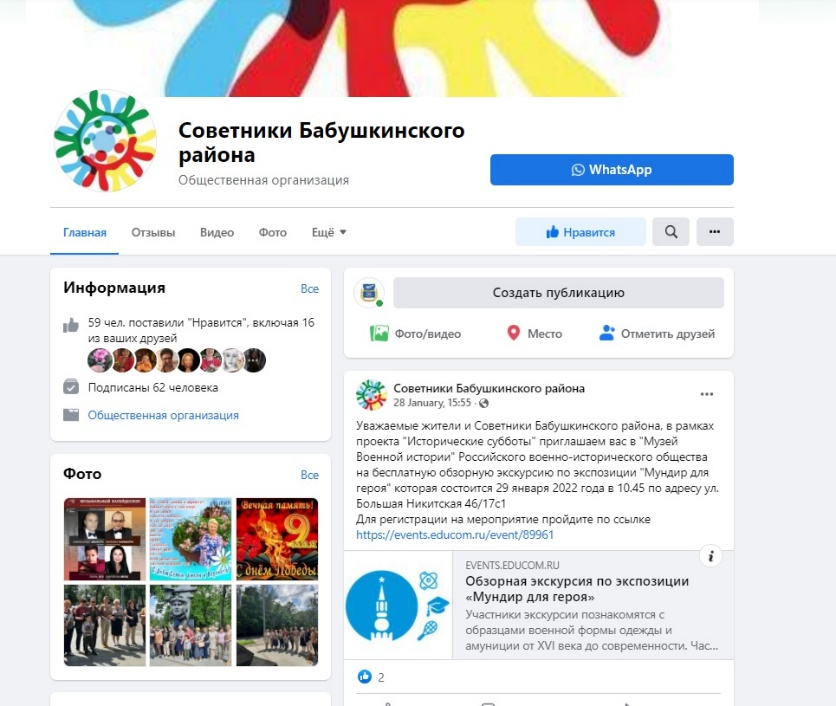 Советники Бабушкинского
района
Общественная организация
WhatsApp
Главная
Отзывы
Видео
Фото
Ещё
Нравится
Информация
Все
59 чел. поставили "Нравится", включая 16
из ваших друзей
Подписаны 62 человека
Общественная организация
Фото
Все
Вечная память!
9
мая
С днём Победы!
Создать публикацию
Фото/видео
Место
Отметить друзей
Советники Бабушкинского района
28 January, 15:55 ·
Уважаемые жители и Советники Бабушкинского района, в рамках
проекта "Исторические субботы" приглашаем вас в "Музей
Военной истории" Российского военно-исторического общества
на бесплатную обзорную экскурсию по экспозиции "Мундир для
героя" которая состоится 29 января 2022 года в 10.45 по адресу ул.
Большая Никитская 46/17с1
Для регистрации на мероприятие пройдите по ссылке
https://events.educom.ru/event/89961
EVENTS.EDUCOM.RU
Обзорная экскурсия по экспозиции
«Мундир для героя»
Участники экскурсии познакомятся с
образцами военной формы одежды и
амуниции от XVI века до современности. Час...
2